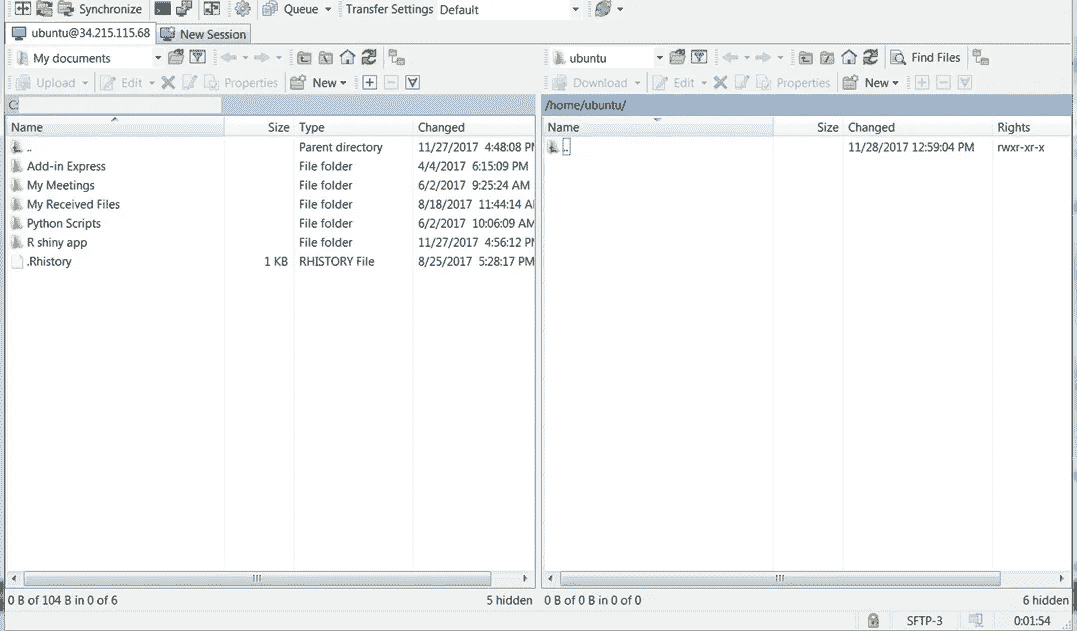 Synchronize Queue Transfer Settings Default
ubuntu@34.215.115.68 New Session
My documents ubuntu Find Files
Upload Edit Properties New Download Edit Properties New
C: /home/ubuntu/
Name Size Type Changed Name Size Changed Rights
.. Parent directory 11/27/2017 4:48:08 PM .. 11/28/2017 12:59:04 PM rwxr-xr-x
Add-in Express File folder 4/4/2017 6:15:09 PM
My Meetings File folder 6/2/2017 9:25:24 AM
My Received Files File folder 8/18/2017 11:44:14 A
Python Scripts File folder 6/2/2017 10:06:09 AM
R shiny app File folder 11/27/2017 4:56:12 P
.Rhistory 1 KB RHISTORY File 8/25/2017 5:28:17 PM
0 B of 104 B in 0 of 6 5 hidden 0 B of 0 B in 0 of 0 6 hidden
SFTP-3 0:01:54